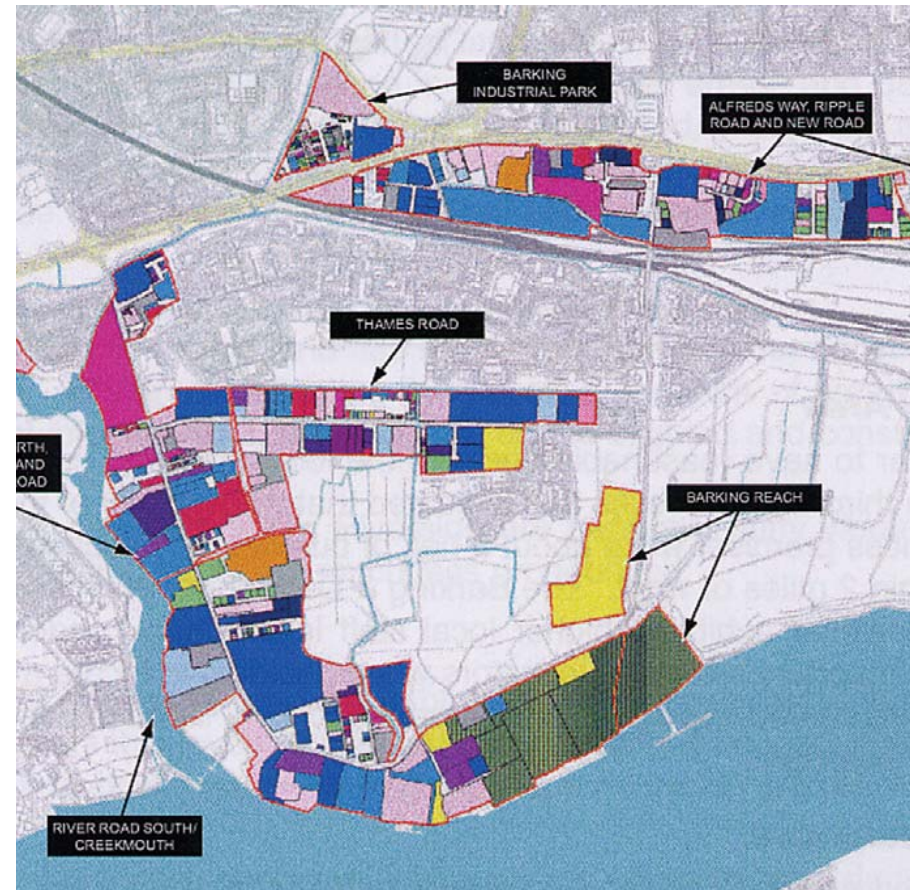 BARKING
INDUSTRIAL PARK
ALFREDS WAY, RIPPLE
ROAD AND NEW ROAD
THAMES ROAD
RTH,
AND
OAD
BARKING REACH
RIVER ROAD SOUTH/
CREEKMOUTH